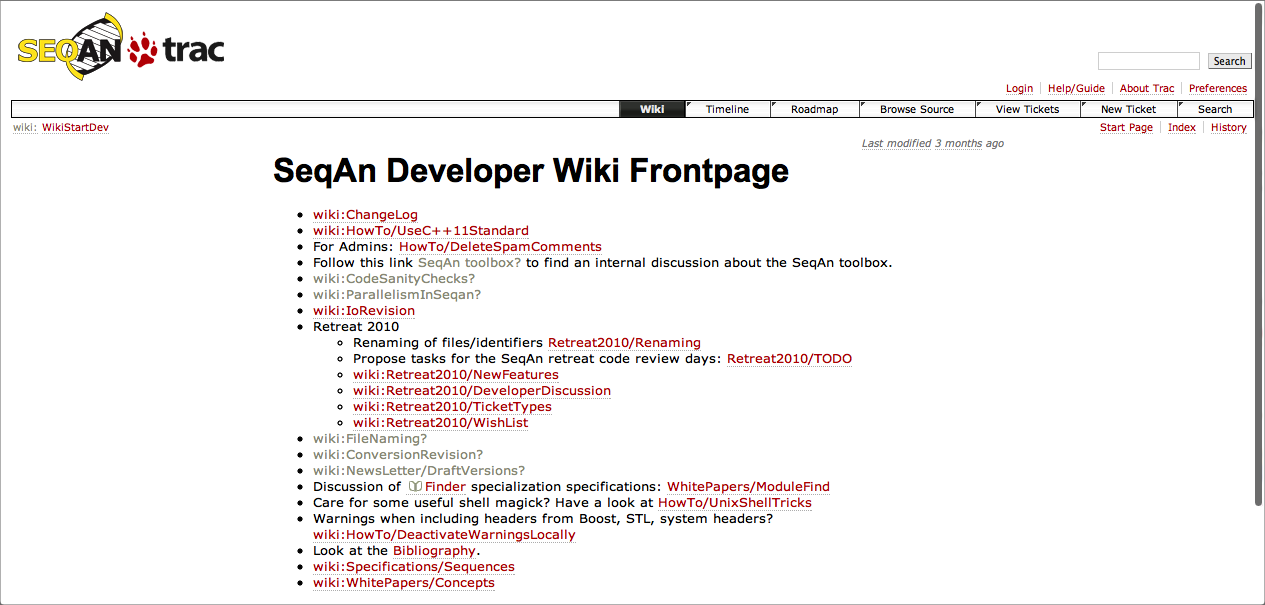 SEQAN trac
Search
Login Help/Guide About Trac Preferences
Wiki Timeline Roadmap Browse Source View Tickets New Ticket Search
wiki: WikiStartDev
Start Page Index History
Last modified 3 months ago
SeqAn Developer Wiki Frontpage
wiki:ChangeLog
wiki:HowTo/UseC++11Standard
For Admins: HowTo/DeleteSpamComments
Follow this link SeqAn toolbox? to find an internal discussion about the SeqAn toolbox.
wiki:CodeSanityChecks?
wiki:ParallelismInSeqan?
wiki:IoRevision
Retreat 2010
Renaming of files/identifiers Retreat2010/Renaming
Propose tasks for the SeqAn retreat code review days: Retreat2010/TODO
wiki:Retreat2010/NewFeatures
wiki:Retreat2010/DeveloperDiscussion
wiki:Retreat2010/TicketTypes
wiki:Retreat2010/WishList
wiki:FileNaming?
wiki:ConversionRevision?
wiki:NewsLetter/DraftVersions?
Discussion of Finder specialization specifications: WhitePapers/ModuleFind
Care for some useful shell magick? Have a look at HowTo/UnixShellTricks
Warnings when including headers from Boost, STL, system headers?
wiki:HowTo/DeactivateWarningsLocally
Look at the Bibliography.
wiki:Specifications/Sequences
wiki:WhitePapers/Concepts